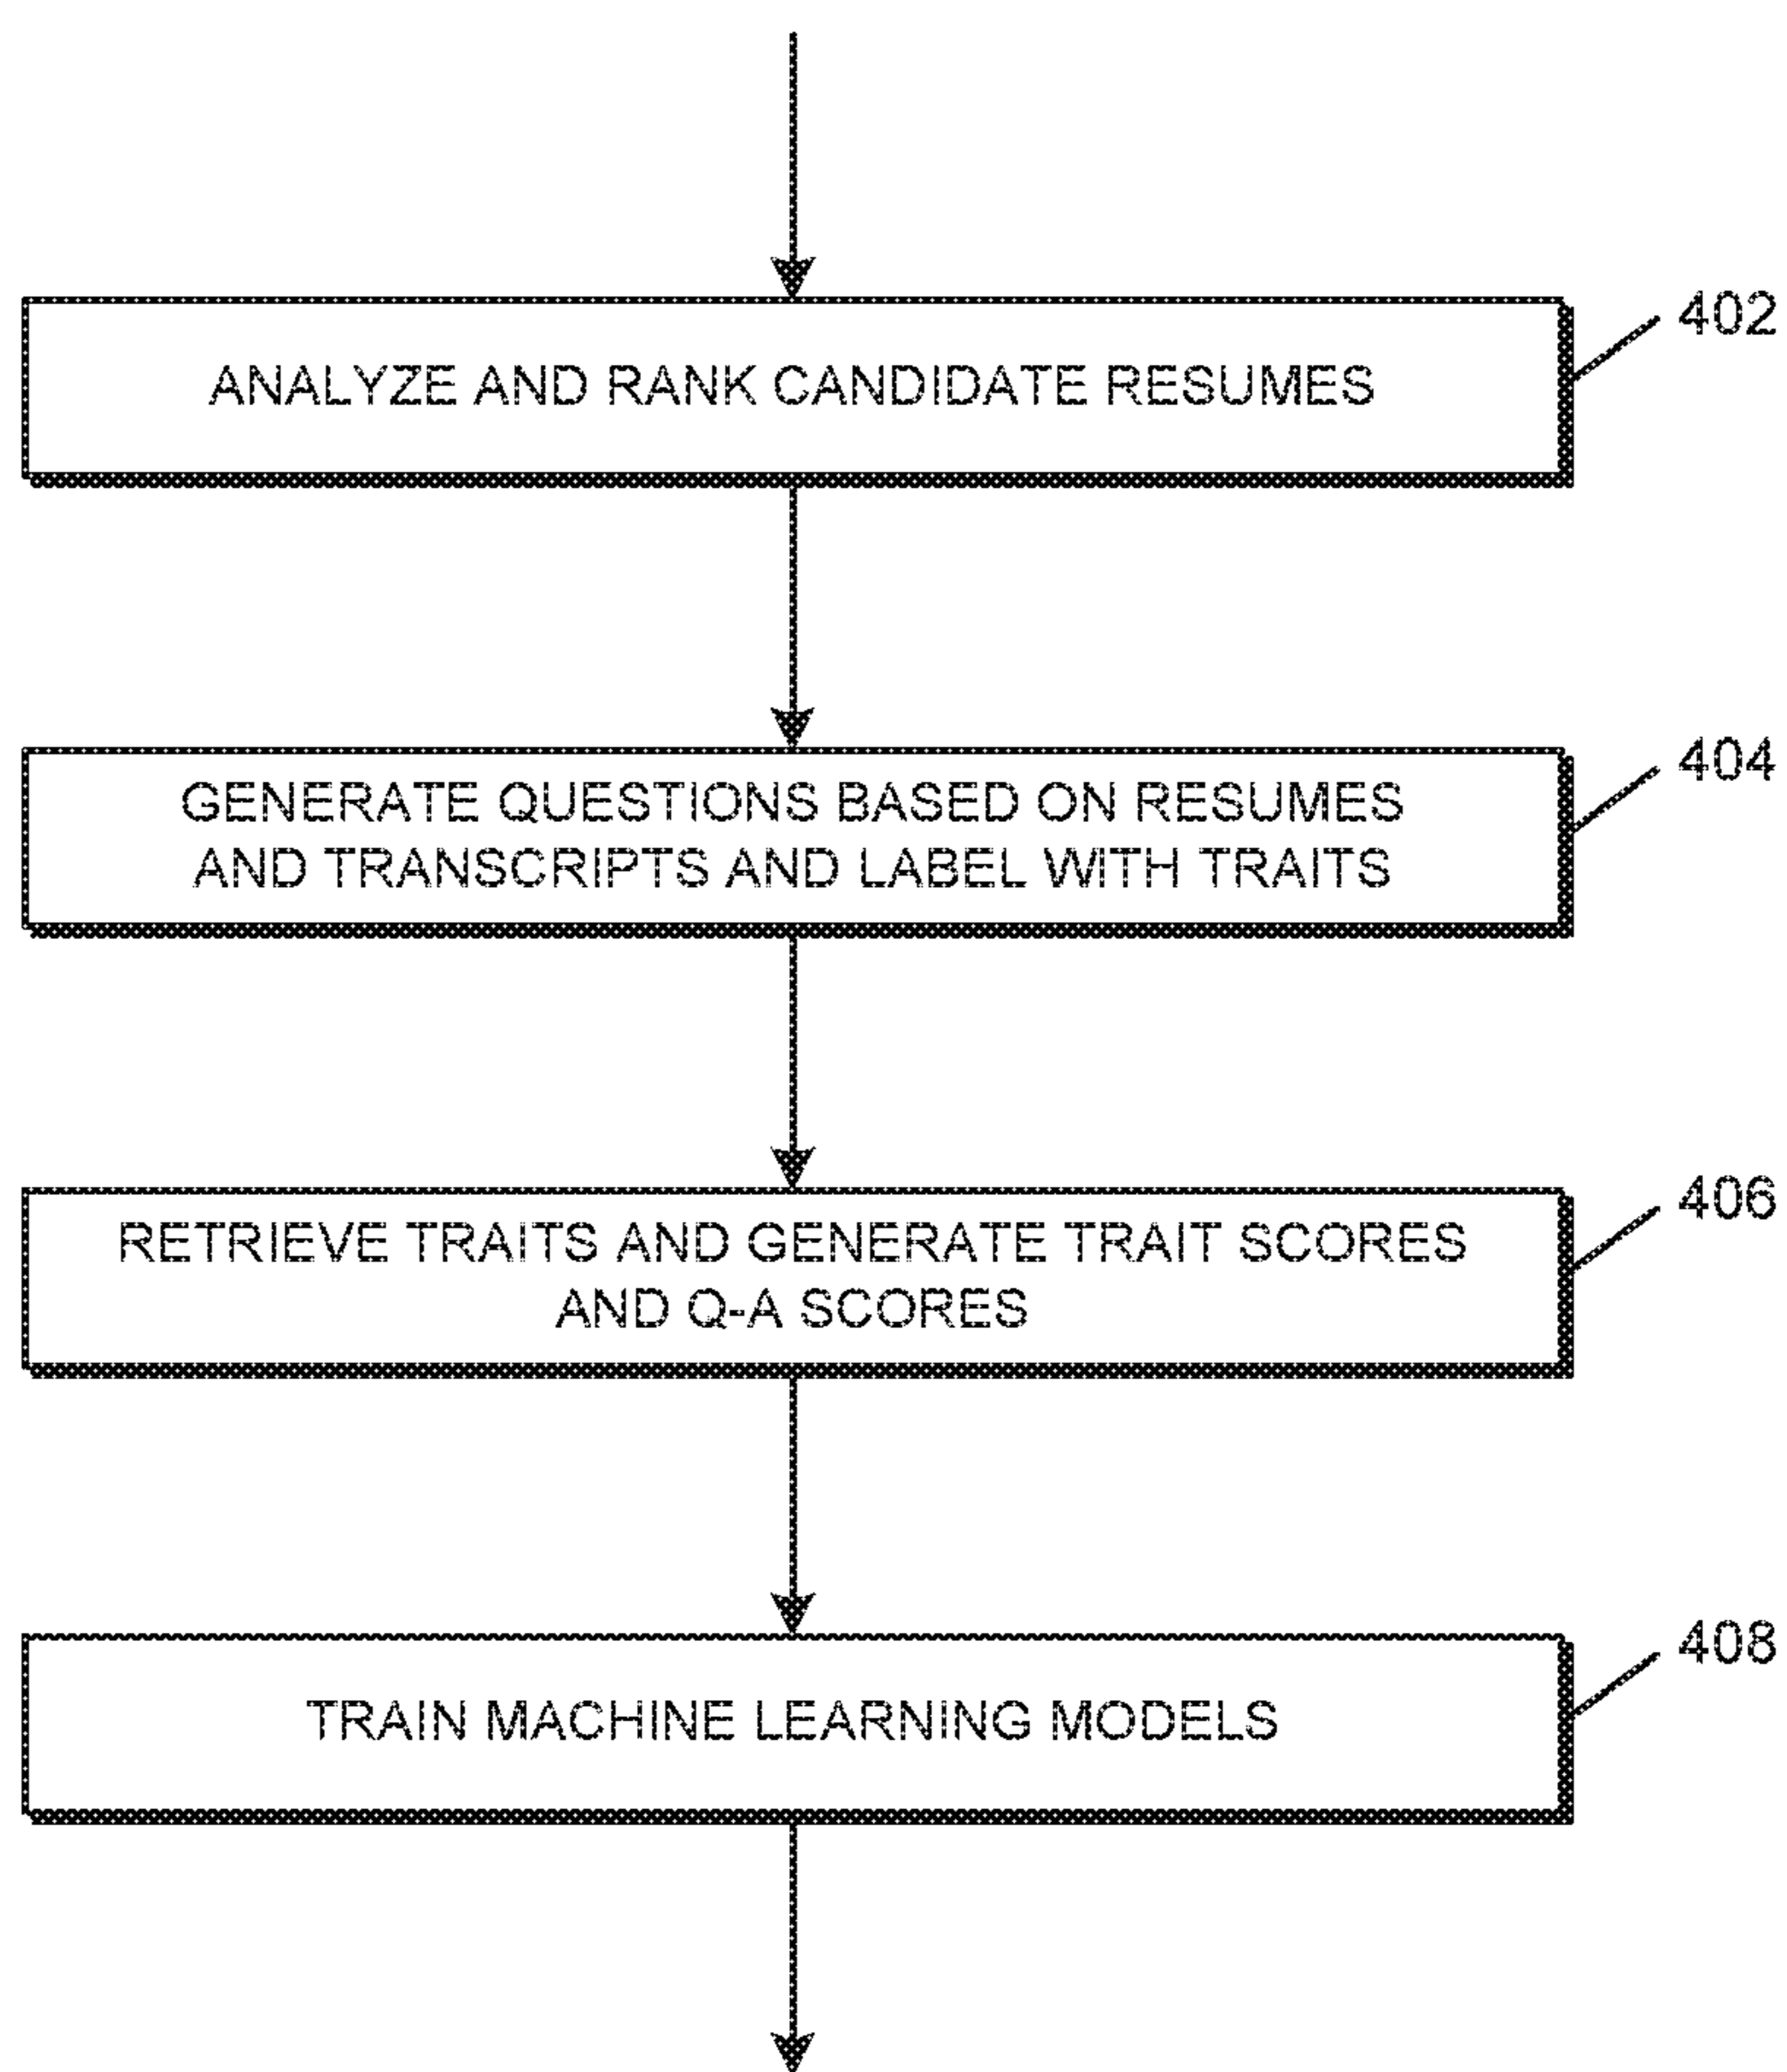 402
ANALYZE AND RANK CANDIDATE RESUMES
404
GENERATE QUESTIONS BASED ON RESUMES
AND TRANSCRIPTS AND LABEL WITH TRAITS
406
RETRIEVE TRAITS AND GENERATE TRAIT SCORES
AND Q-A SCORES
408
TRAIN MACHINE LEARNING MODELS